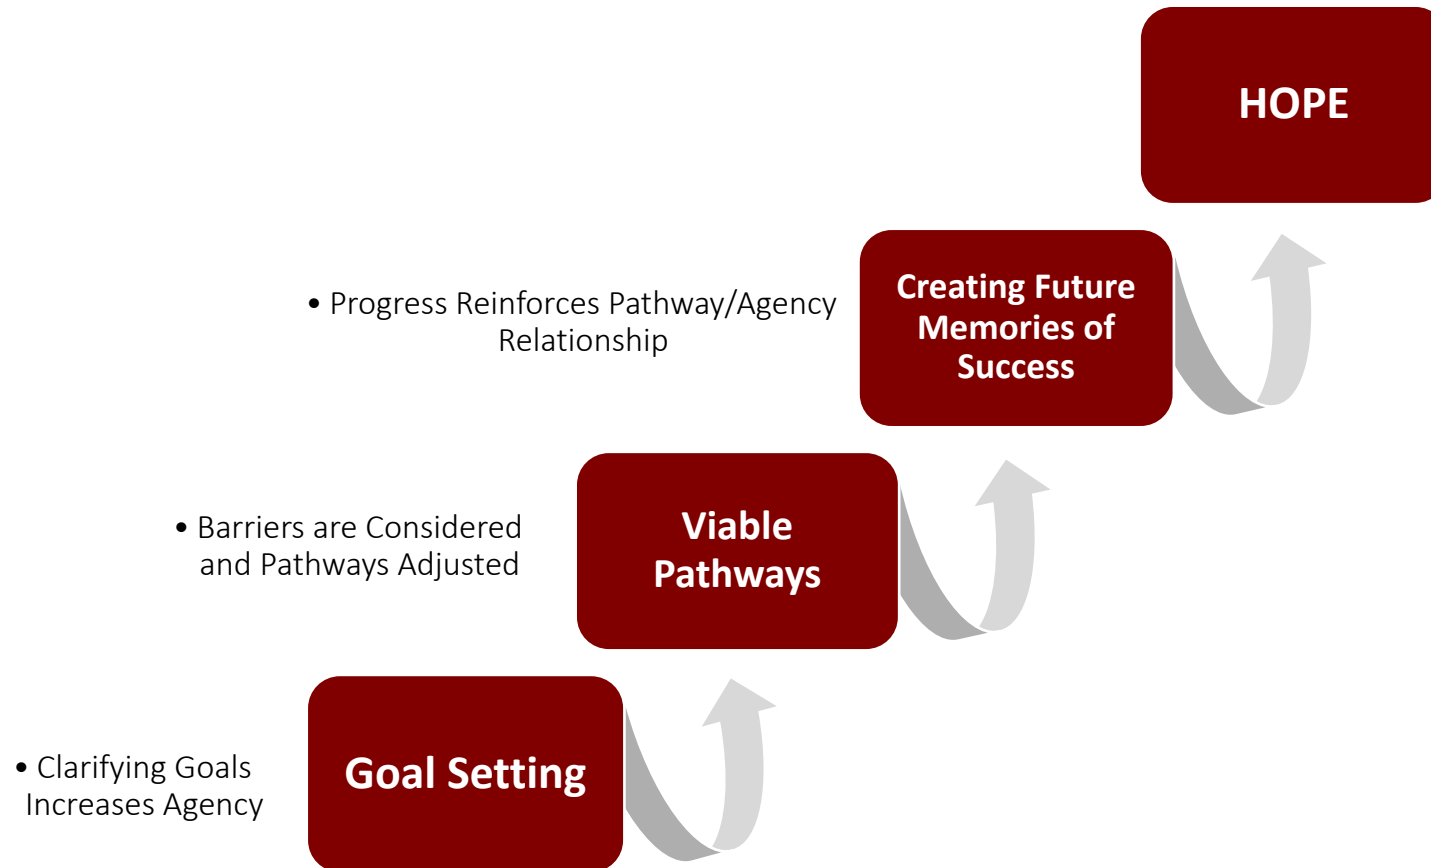 HOPE
• Progress Reinforces Pathway/Agency
Relationship
Creating Future
Memories of
Success
• Barriers are Considered
and Pathways Adjusted
Viable
Pathways
• Clarifying Goals
Increases Agency
Goal Setting